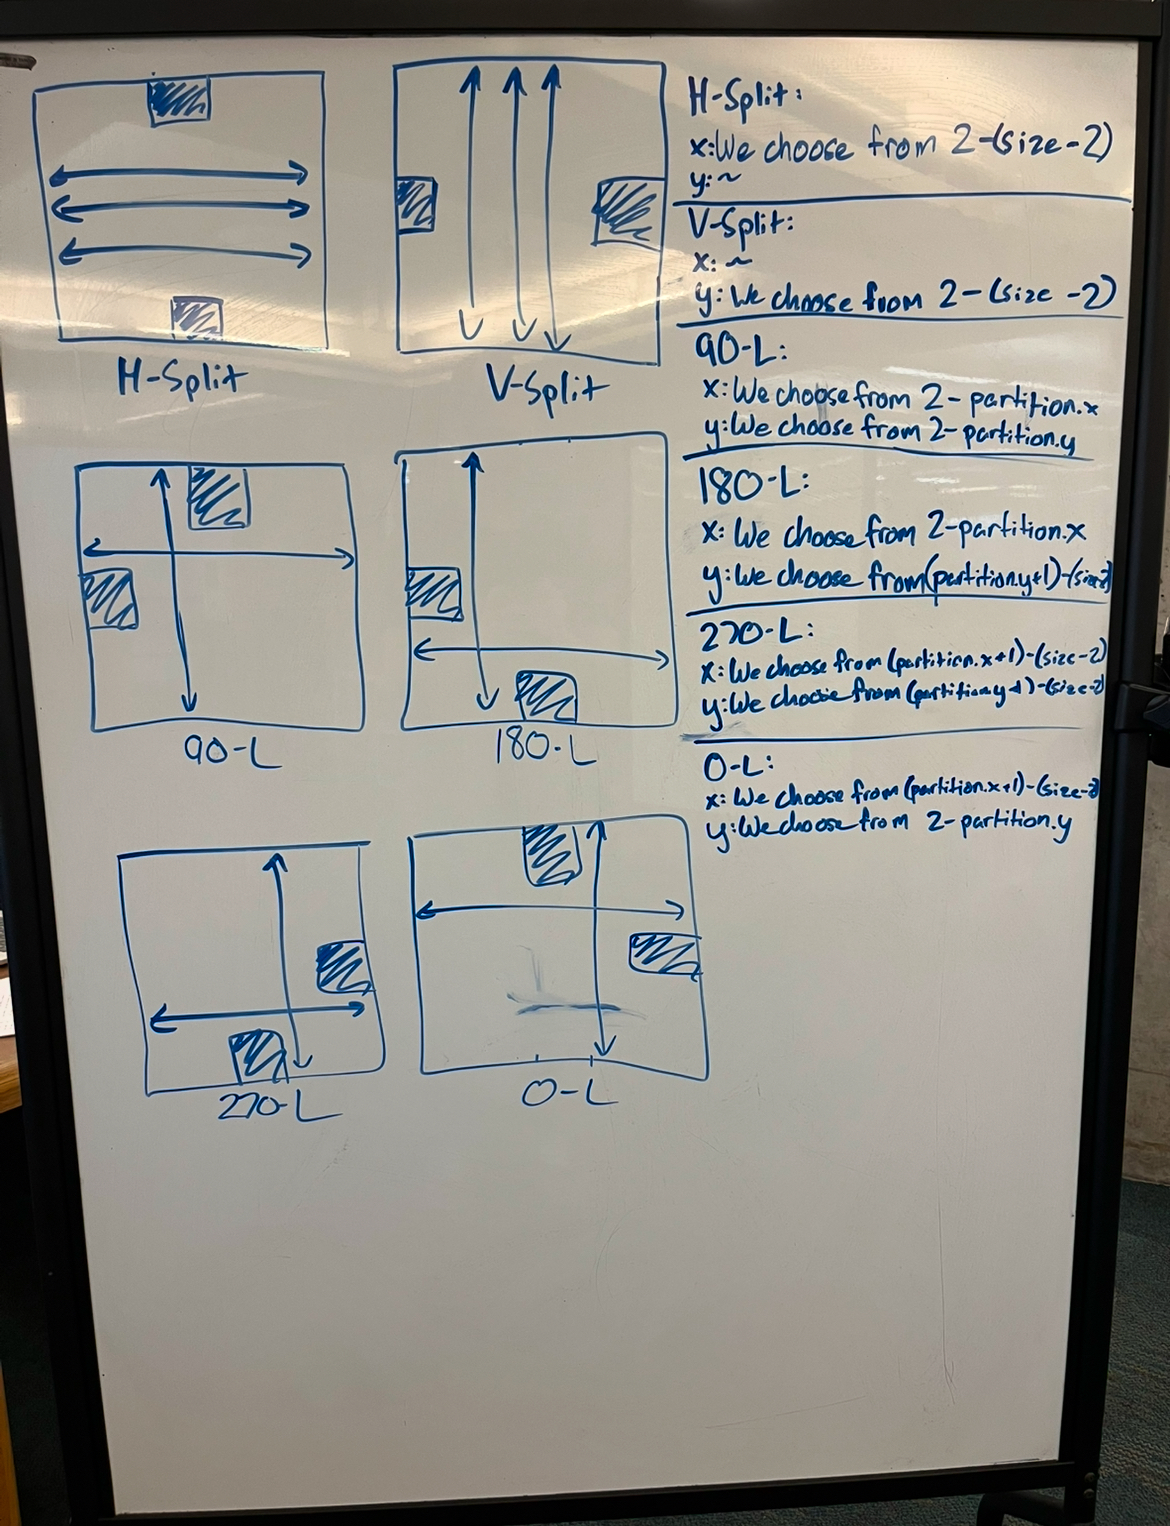 H-Split
V-Split
90-L
180-L
270-L
0-L
H-Split:
x: We choose from 2-(size-2)
y: ~
V-Split:
x: ~
y: We choose from 2-(size-2)
90-L:
x: We choose from 2-partition.x
y: We choose from 2-partition.y
180-L:
x: We choose from 2-partition.x
y: We choose from (partition.y+1)-(size-2)
270-L:
x: We choose from (partition.x+1)-(size-2)
y: We choose from (partition.y+1)-(size-2)
0-L:
x: We choose from (partition.x+1)-(size-2)
y: We choose from 2-partition.y